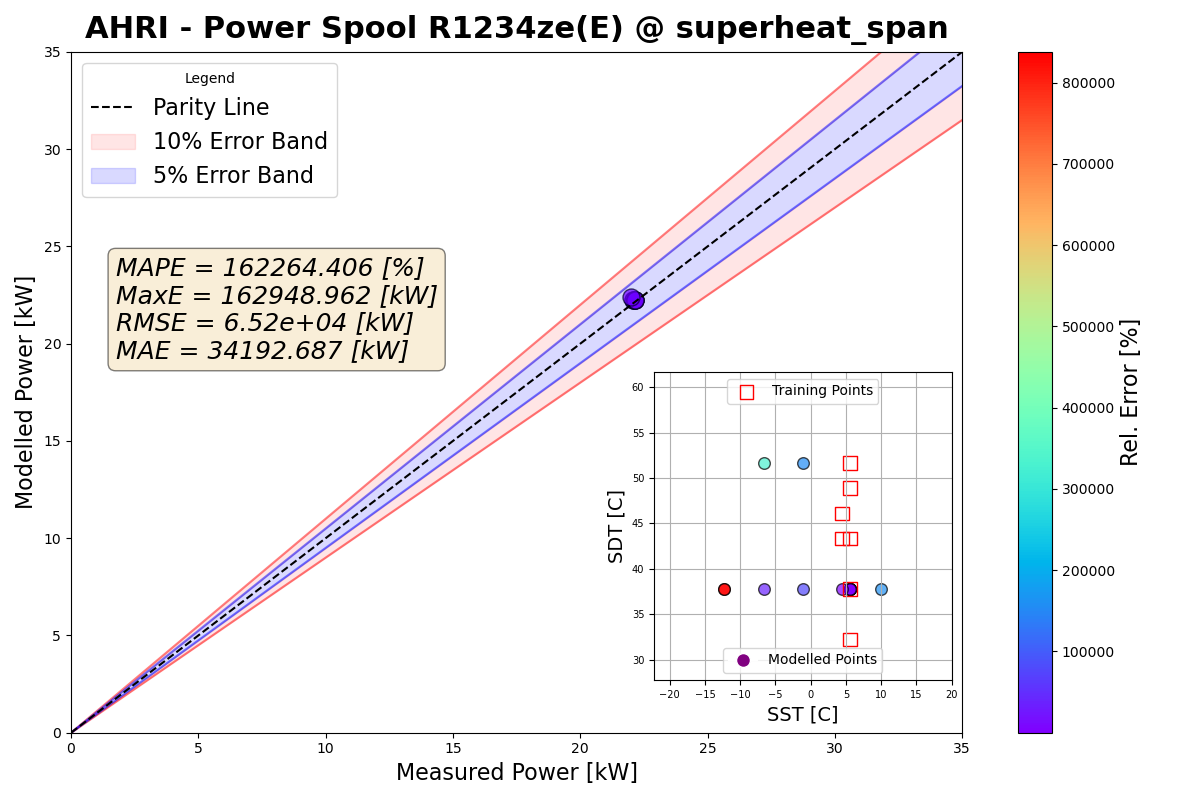 AHRI - Power Spool R1234ze(E) @ superheat_span
Legend
Parity Line
10% Error Band
5% Error Band
MAPE = 162264.406 [%]
MaxE = 162948.962 [kW]
RMSE = 6.52e+04 [kW]
MAE = 34192.687 [kW]
Modelled Power [kW]
35
30
25
20
15
10
5
0
0 5 10 15 20 25 30 35
Measured Power [kW]
Training Points
Modelled Points
SDT [C]
60
55
50
45
40
35
30
−20 −15 −10 −5 0 5 10 15 20
SST [C]
800000
700000
600000
500000
400000
300000
200000
100000
Rel. Error [%]